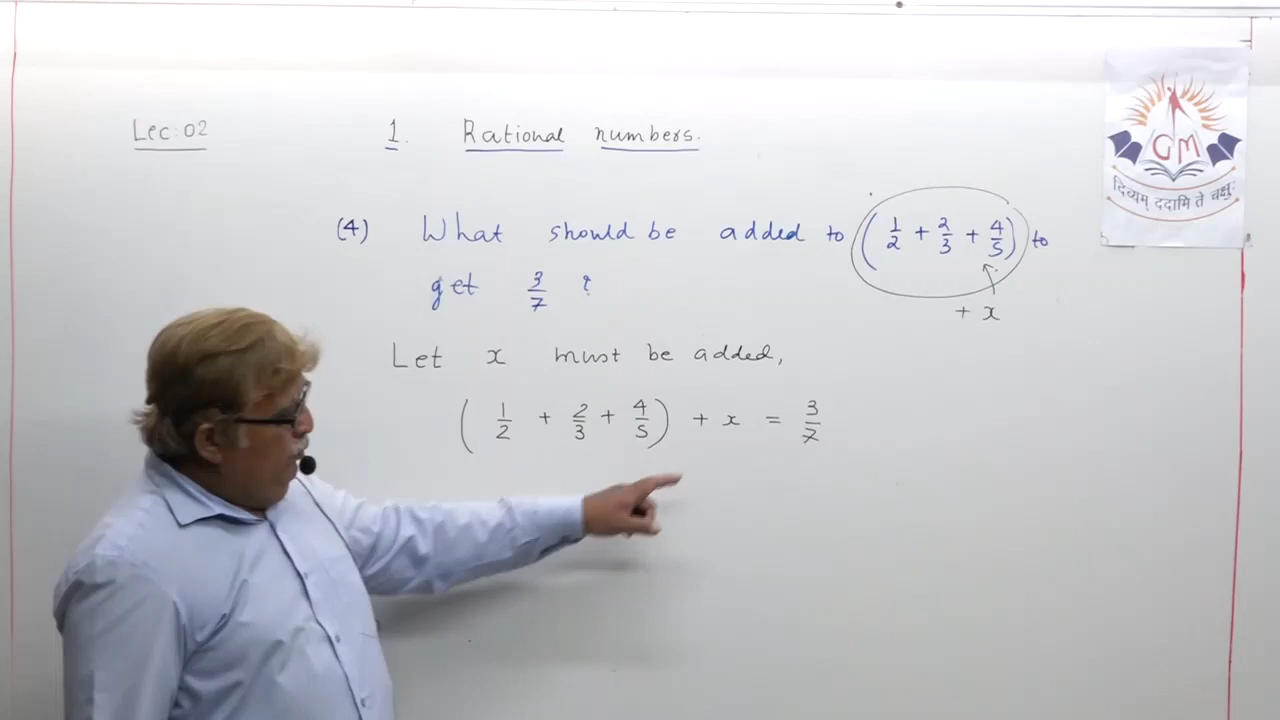 Lec:02 1. Rational numbers.
GM
दिव्यम् ददामि ते चक्षुः
(4) What should be added to (1/2 + 2/3 + 4/5) to
get 3/7 ?
+ x
Let x must be added,
(1/2 + 2/3 + 4/5) + x = 3/7